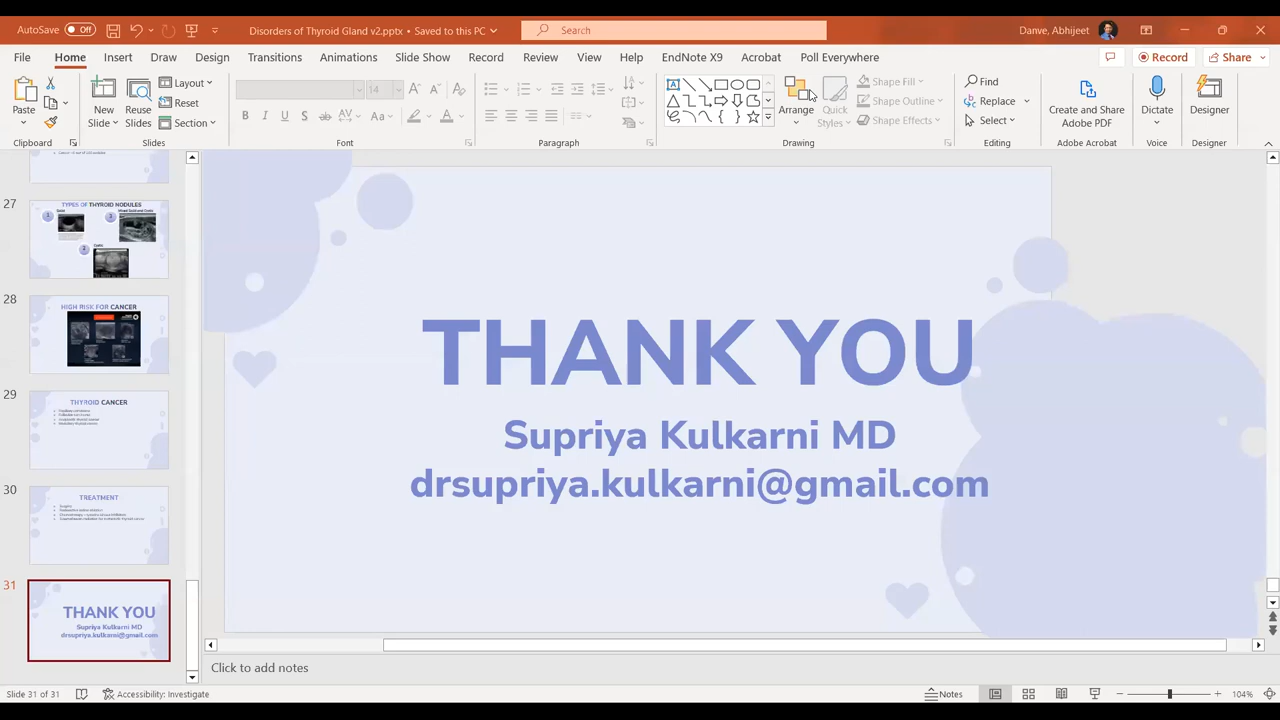 AutoSave Off Disorders of Thyroid Gland v2.pptx • Saved to this PC Search Danve, Abhijeet
File Home Insert Draw Design Transitions Animations Slide Show Record Review View Help EndNote X9 Acrobat Poll Everywhere Record Share
Paste New Slide Reuse Slides Layout Reset Section 14 B I U S AV Aa A Arrange Quick Styles Shape Fill Shape Outline Shape Effects Find Replace Select Create and Share Adobe PDF Dictate Designer
Clipboard Slides Font Paragraph Drawing Editing Adobe Acrobat Voice Designer
27
TYPES OF THYROID NODULES
28
HIGH RISK FOR CANCER
29
THYROID CANCER
30
TREATMENT
31
THANK YOU
Supriya Kulkarni MD
drsupriya.kulkarni@gmail.com
THANK YOU
Supriya Kulkarni MD
drsupriya.kulkarni@gmail.com
Click to add notes
Slide 31 of 31 Accessibility: Investigate Notes 104%